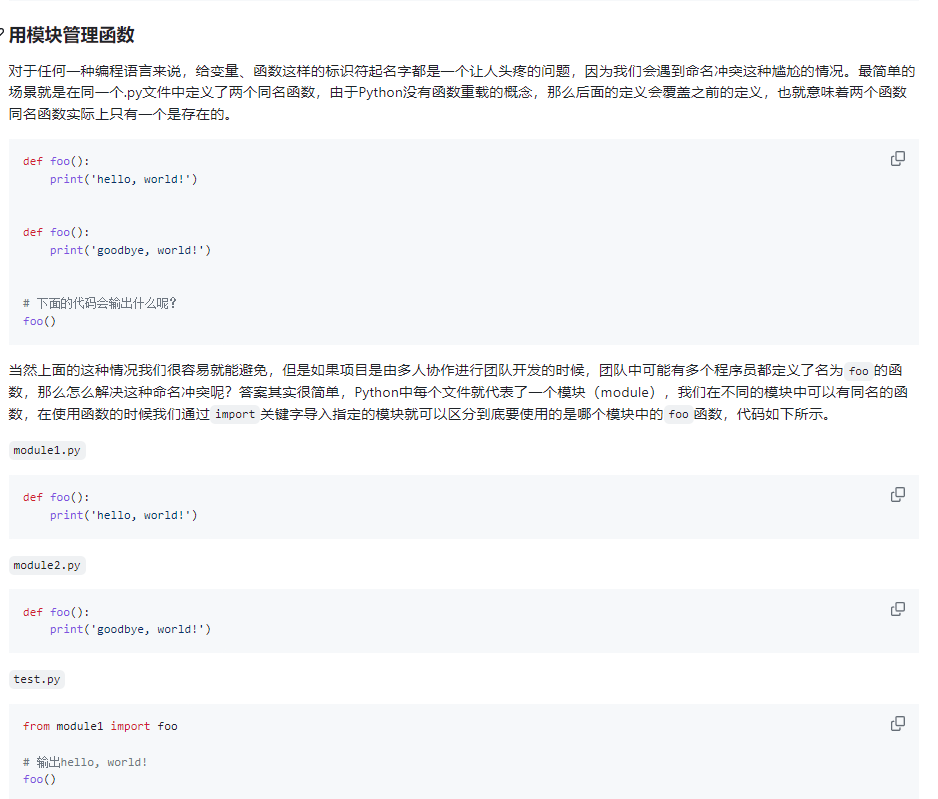 用模块管理函数
对于任何一种编程语言来说，给变量、函数这样的标识符起名字都是一个让人头疼的问题，因为我们会遇到命名冲突这种尴尬的情况。最简单的
场景就是在同一个.py文件中定义了两个同名函数，由于Python没有函数重载的概念，那么后面的定义会覆盖之前的定义，也就意味着两个函数
同名函数实际上只有一个是存在的。
def foo():
    print('hello, world!')
def foo():
    print('goodbye, world!')
# 下面的代码会输出什么呢？
foo()
当然上面的这种情况我们很容易就能避免，但是如果项目是由多人协作进行团队开发的时候，团队中可能有多个程序员都定义了名为 foo 的函
数，那么怎么解决这种命名冲突呢？答案其实很简单，Python中每个文件就代表了一个模块（module），我们在不同的模块中可以有同名的函
数，在使用函数的时候我们通过 import 关键字导入指定的模块就可以区分到底要使用的是哪个模块中的 foo 函数，代码如下所示。
module1.py
def foo():
    print('hello, world!')
module2.py
def foo():
    print('goodbye, world!')
test.py
from module1 import foo
# 输出hello, world!
foo()